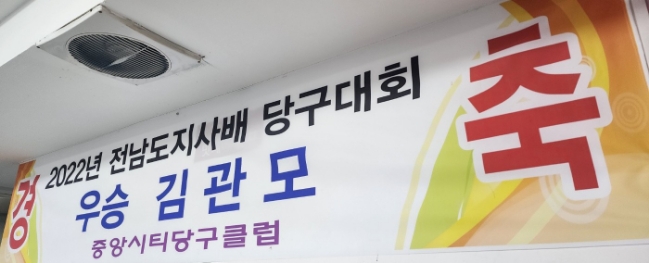 경
2022년 전남도지사배 당구대회
우승 김관모
중앙시티당구클럽
축